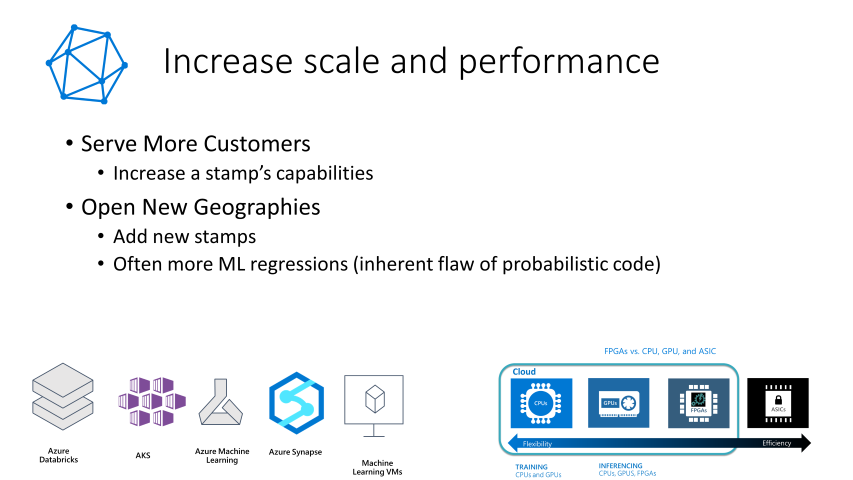 Increase scale and performance
• Serve More Customers
• Increase a stamp’s capabilities
• Open New Geographies
• Add new stamps
• Often more ML regressions (inherent flaw of probabilistic code)
Azure
Databricks
AKS
Azure Machine
Learning
Azure Synapse
Machine
Learning VMs
FPGAs vs. CPU, GPU, and ASIC
Cloud
CPUs
GPUs
FPGAs
ASICs
Flexibility
Efficiency
TRAINING
CPUs and GPUs
INFERENCING
CPUs, GPUS, FPGAs